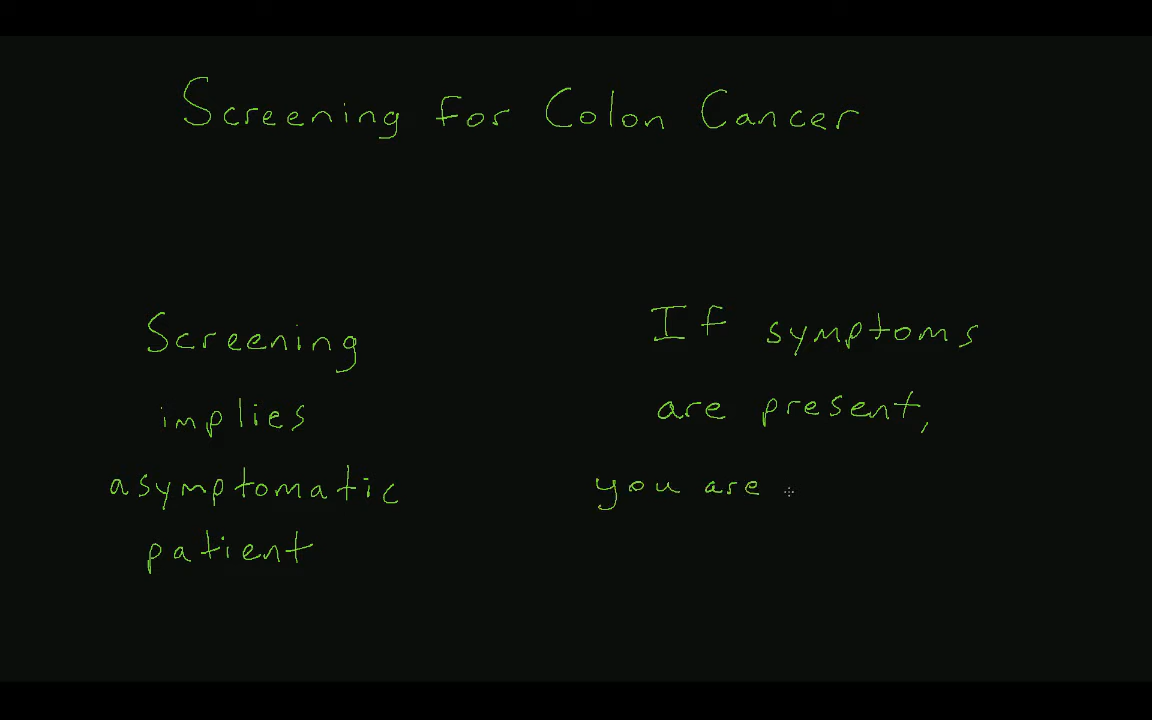 Screening for Colon Cancer
Screening
implies
asymptomatic
patient
If symptoms
are present,
you are